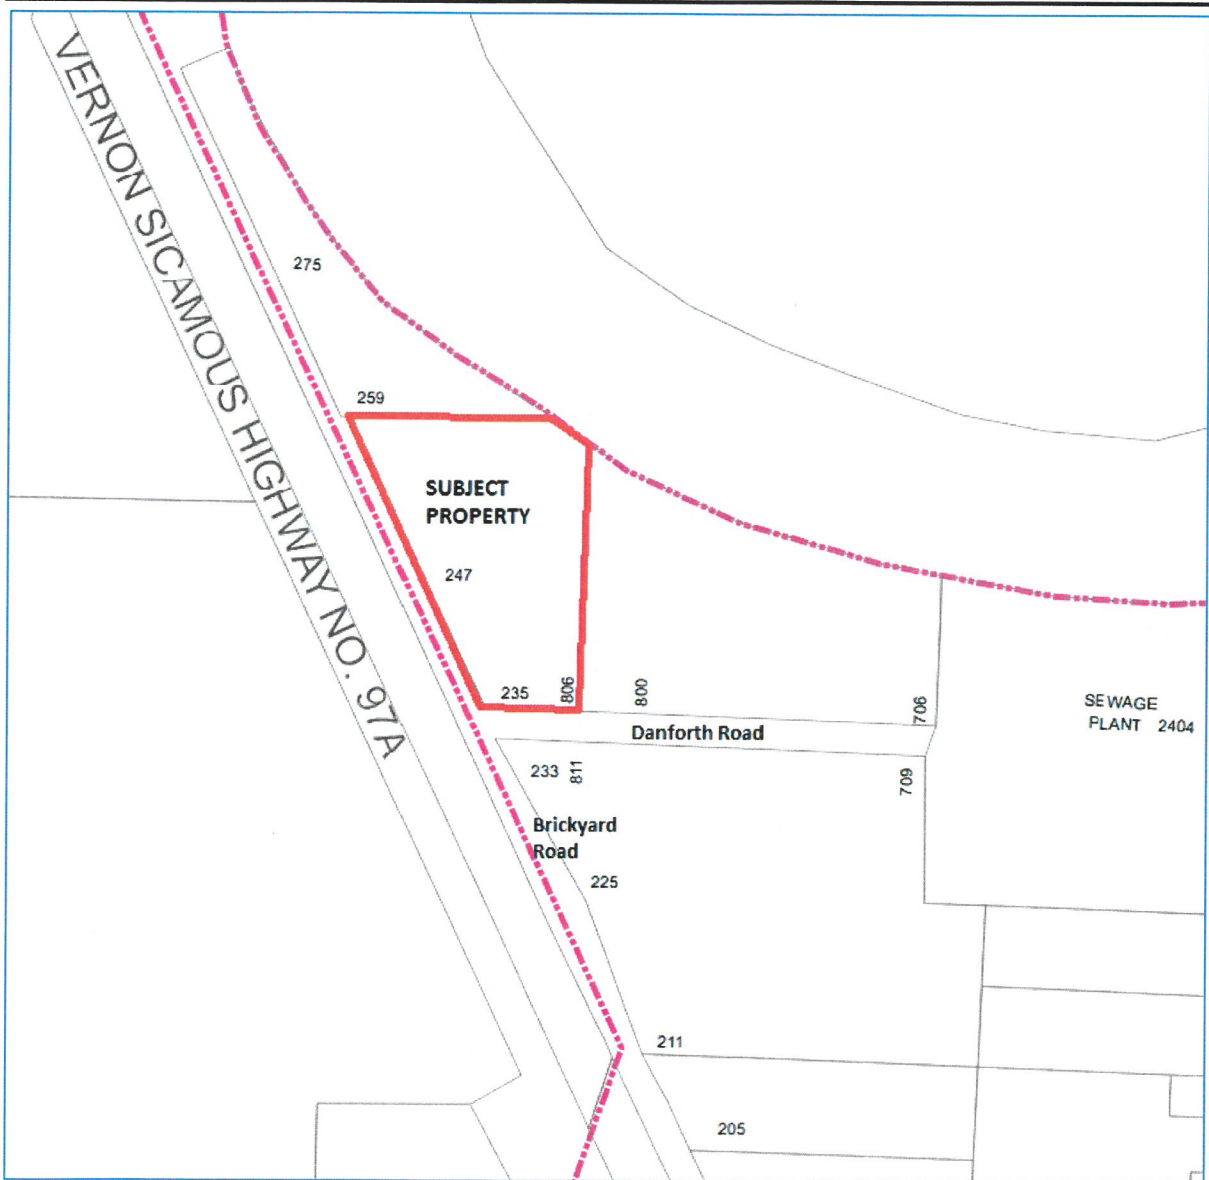 VERNON SICAMOUS HIGHWAY NO. 97A
275
259
SUBJECT
PROPERTY
247
235
806
800
706
SEWAGE
PLANT 2404
Danforth Road
233
811
709
Brickyard
Road
225
211
205